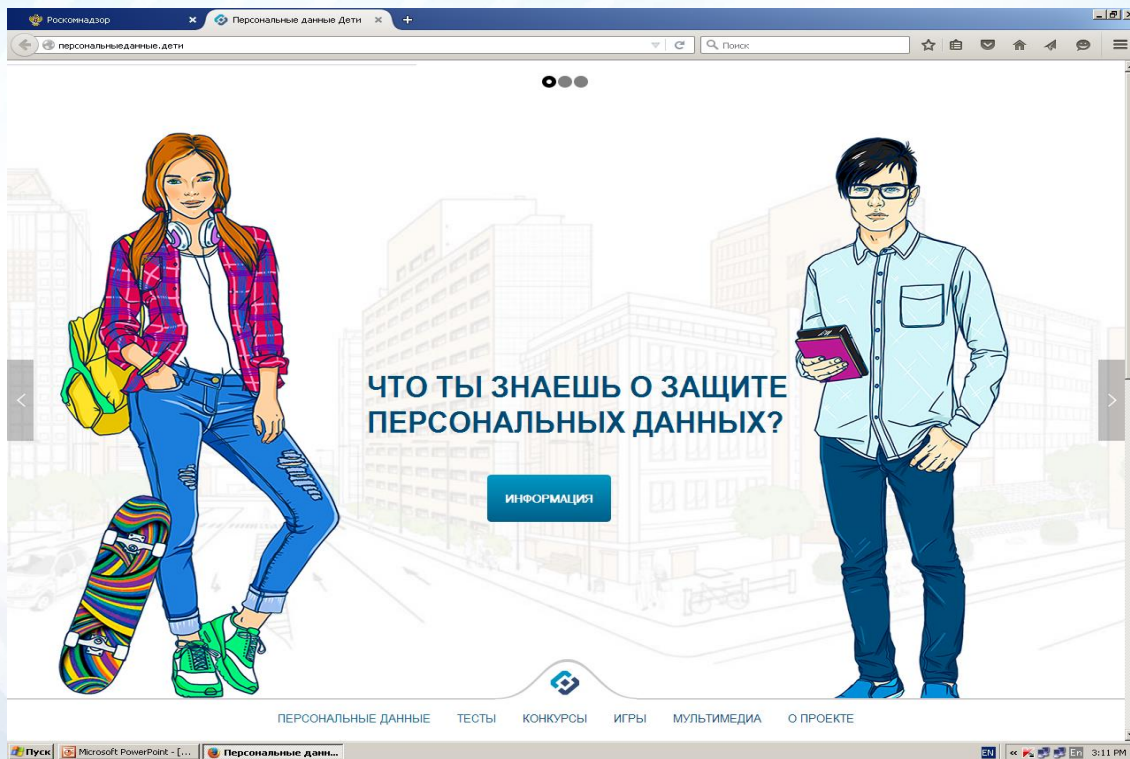 Роскомнадзор
Персональные данные Дети
персональныеданные.дети
Поиск
ЧТО ТЫ ЗНАЕШЬ О ЗАЩИТЕ
ПЕРСОНАЛЬНЫХ ДАННЫХ?
ИНФОРМАЦИЯ
ПЕРСОНАЛЬНЫЕ ДАННЫЕ ТЕСТЫ КОНКУРСЫ ИГРЫ МУЛЬТИМЕДИА О ПРОЕКТЕ
Пуск Microsoft PowerPoint - [... Персональные данн... EN « En 3:11 PM